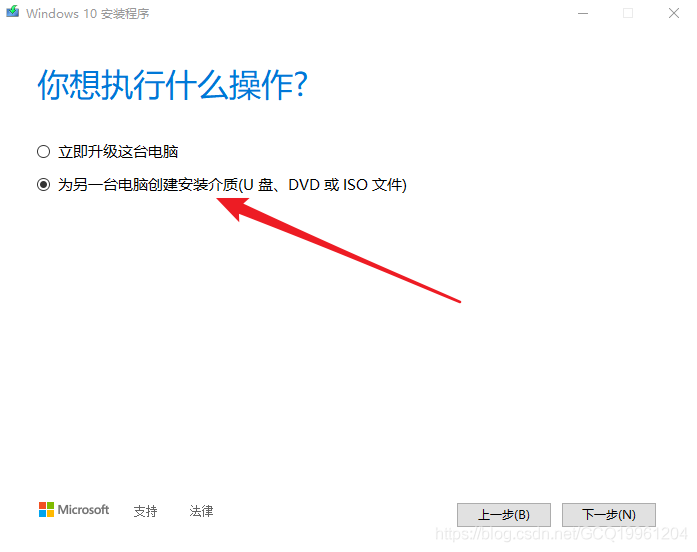 Windows 10 安装程序
你想执行什么操作?
立即升级这台电脑
为另一台电脑创建安装介质(U 盘、DVD 或 ISO 文件)
Microsoft 支持 法律
上一步(B) 下一步(N)
https://blog.csdn.net/GCQ19961204